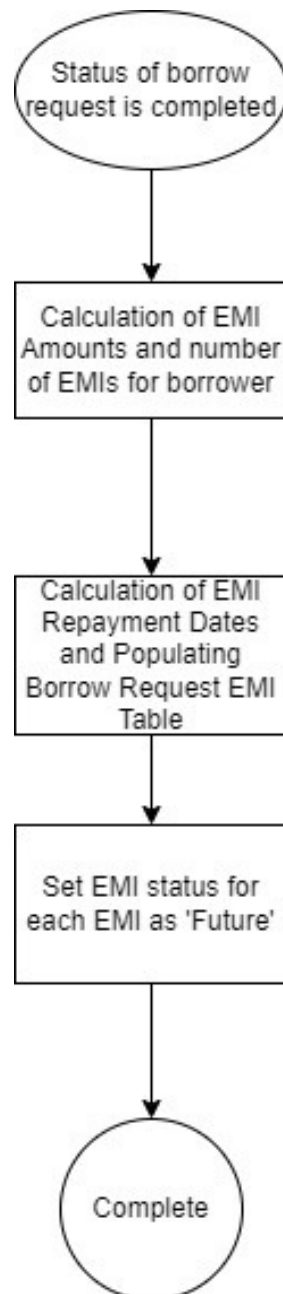 Status of borrow
request is completed
Calculation of EMI
Amounts and number
of EMIs for borrower
Calculation of EMI
Repayment Dates
and Populating
Borrow Request EMI
Table
Set EMI status for
each EMI as 'Future'
Complete